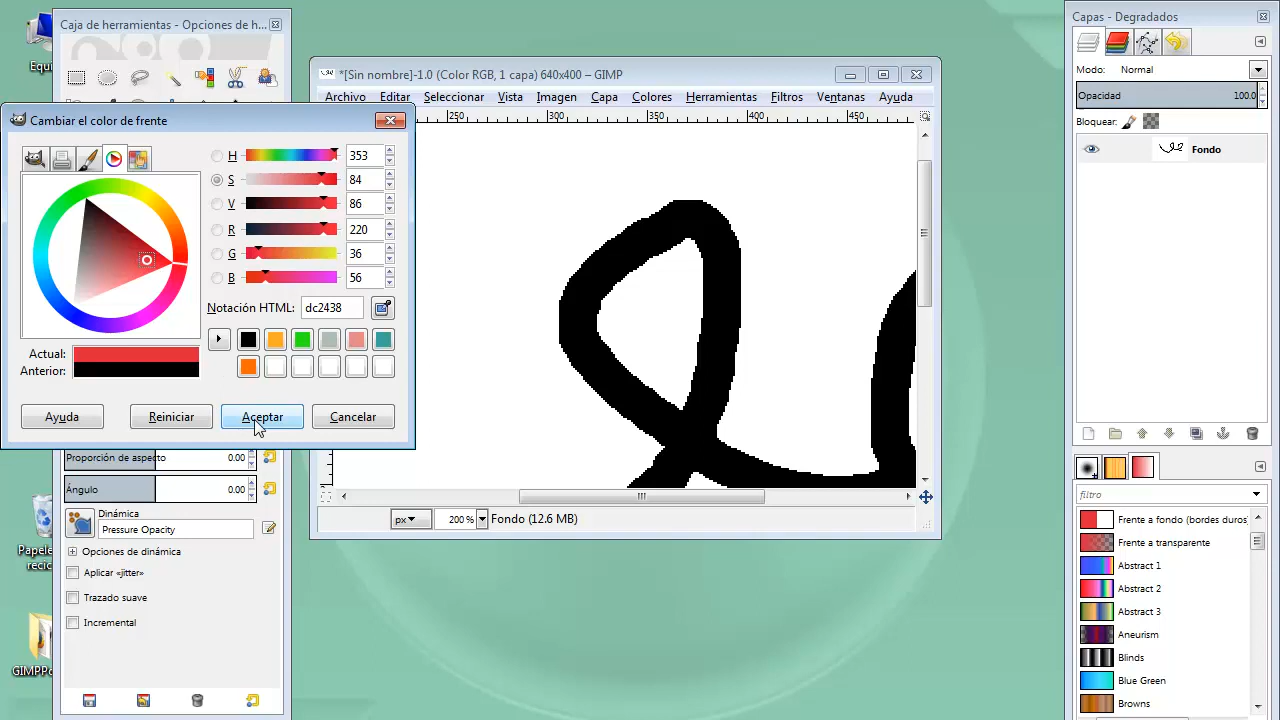 Caja de herramientas - Opciones de h...
Equi
Cambiar el color de frente
H 353
S 84
V 86
R 220
G 36
B 56
Notación HTML: dc2438
Actual:
Anterior:
Ayuda Reiniciar Aceptar Cancelar
Proporción de aspecto 0.00
Ángulo 0.00
Dinámica
Pressure Opacity
Opciones de dinámica
Aplicar «jitter»
Trazado suave
Incremental
Papele
recic
GIMPPo
*[Sin nombre]-1.0 (Color RGB, 1 capa) 640x400 – GIMP
Archivo Editar Seleccionar Vista Imagen Capa Colores Herramientas Filtros Ventanas Ayuda
250 300 350 400 450
px 200 % Fondo (12.6 MB)
Capas - Degradados
Modo: Normal
Opacidad 100.0
Bloquear:
Fondo
filtro
Frente a fondo (bordes duros)
Frente a transparente
Abstract 1
Abstract 2
Abstract 3
Aneurism
Blinds
Blue Green
Browns